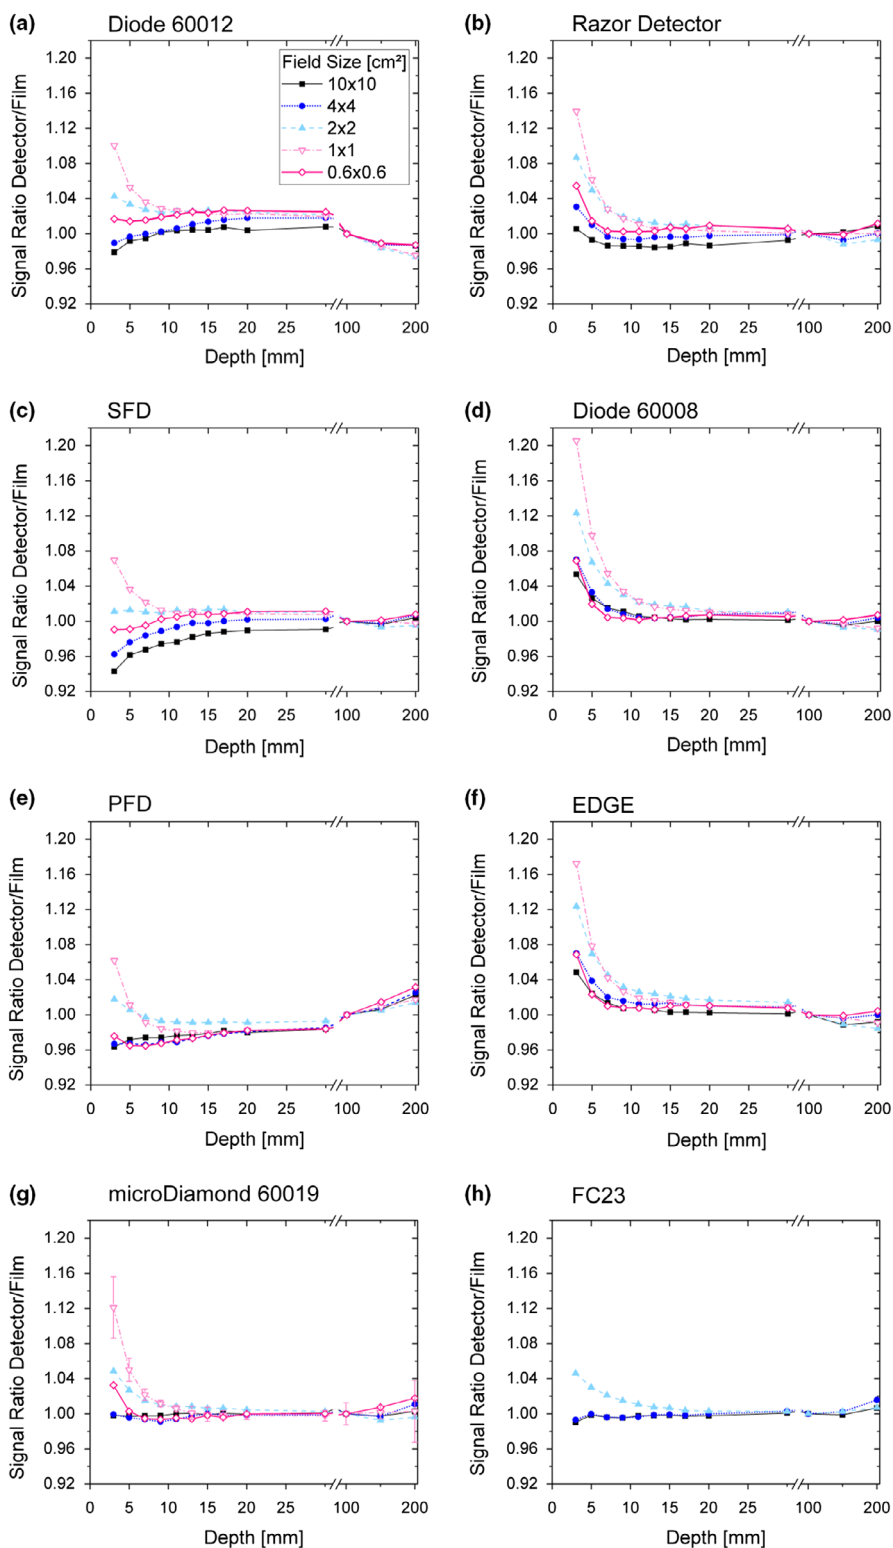 (a) Diode 60012
Signal Ratio Detector/Film
1.20
1.16
1.12
1.08
1.04
1.00
0.96
0.92
Field Size [cm²]
10x10
4x4
2x2
1x1
0.6x0.6
0 5 10 15 20 25 100 200
Depth [mm]
(b) Razor Detector
Signal Ratio Detector/Film
1.20
1.16
1.12
1.08
1.04
1.00
0.96
0.92
0 5 10 15 20 25 100 200
Depth [mm]
(c) SFD
Signal Ratio Detector/Film
1.20
1.16
1.12
1.08
1.04
1.00
0.96
0.92
0 5 10 15 20 25 100 200
Depth [mm]
(d) Diode 60008
Signal Ratio Detector/Film
1.20
1.16
1.12
1.08
1.04
1.00
0.96
0.92
0 5 10 15 20 25 100 200
Depth [mm]
(e) PFD
Signal Ratio Detector/Film
1.20
1.16
1.12
1.08
1.04
1.00
0.96
0.92
0 5 10 15 20 25 100 200
Depth [mm]
(f) EDGE
Signal Ratio Detector/Film
1.20
1.16
1.12
1.08
1.04
1.00
0.96
0.92
0 5 10 15 20 25 100 200
Depth [mm]
(g) microDiamond 60019
Signal Ratio Detector/Film
1.20
1.16
1.12
1.08
1.04
1.00
0.96
0.92
0 5 10 15 20 25 100 200
Depth [mm]
(h) FC23
Signal Ratio Detector/Film
1.20
1.16
1.12
1.08
1.04
1.00
0.96
0.92
0 5 10 15 20 25 100 200
Depth [mm]